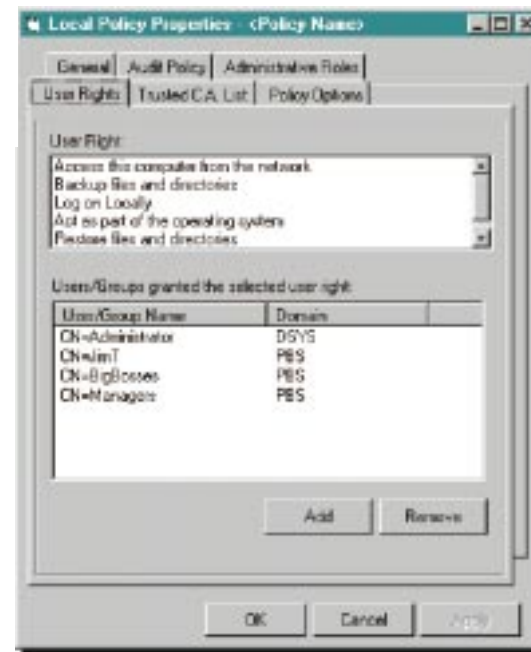 Local Policy Properties - <Policy Name>
General Audit Policy Administrative Roles
User Rights Trusted C.A. List Policy Options
User Right:
Access this computer from the network
Backup files and directories
Log on Locally
Act as part of the operating system
Restore files and directories
Users/Groups granted the selected user right:
User/Group Name Domain
CN=Administrator DSYS
CN=JimT PBS
CN=BigBosses PBS
CN=Managers PBS
Add Remove
OK Cancel Apply